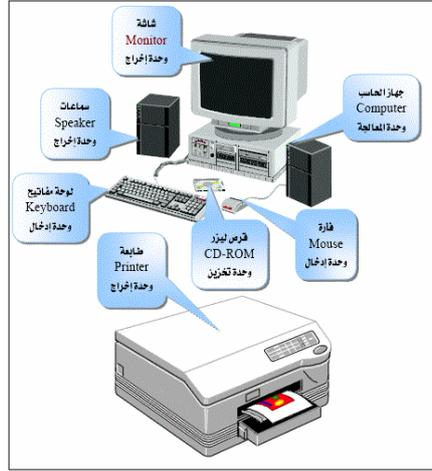 شاشة
Monitor
وحدة إخراج
سماعات
Speaker
وحدة إخراج
جهاز الحاسب
Computer
وحدة المعالجة
لوحة مفاتيح
Keyboard
وحدة إدخال
قرص ليزر
CD-ROM
وحدة تخزين
فارة
Mouse
وحدة إدخال
طابعة
Printer
وحدة إخراج